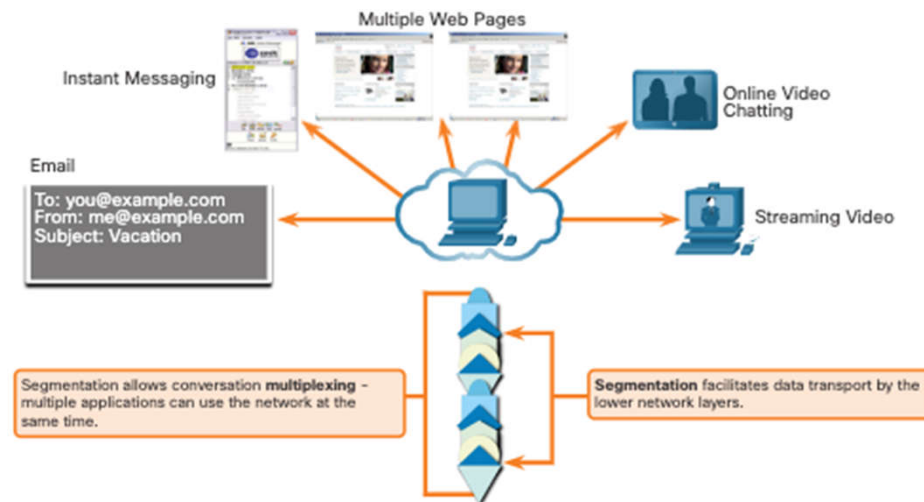 Multiple Web Pages
Instant Messaging
Online Video
Chatting
Email
To: you@example.com
From: me@example.com
Subject: Vacation
Streaming Video
Segmentation allows conversation multiplexing -
multiple applications can use the network at the
same time.
Segmentation facilitates data transport by the
lower network layers.